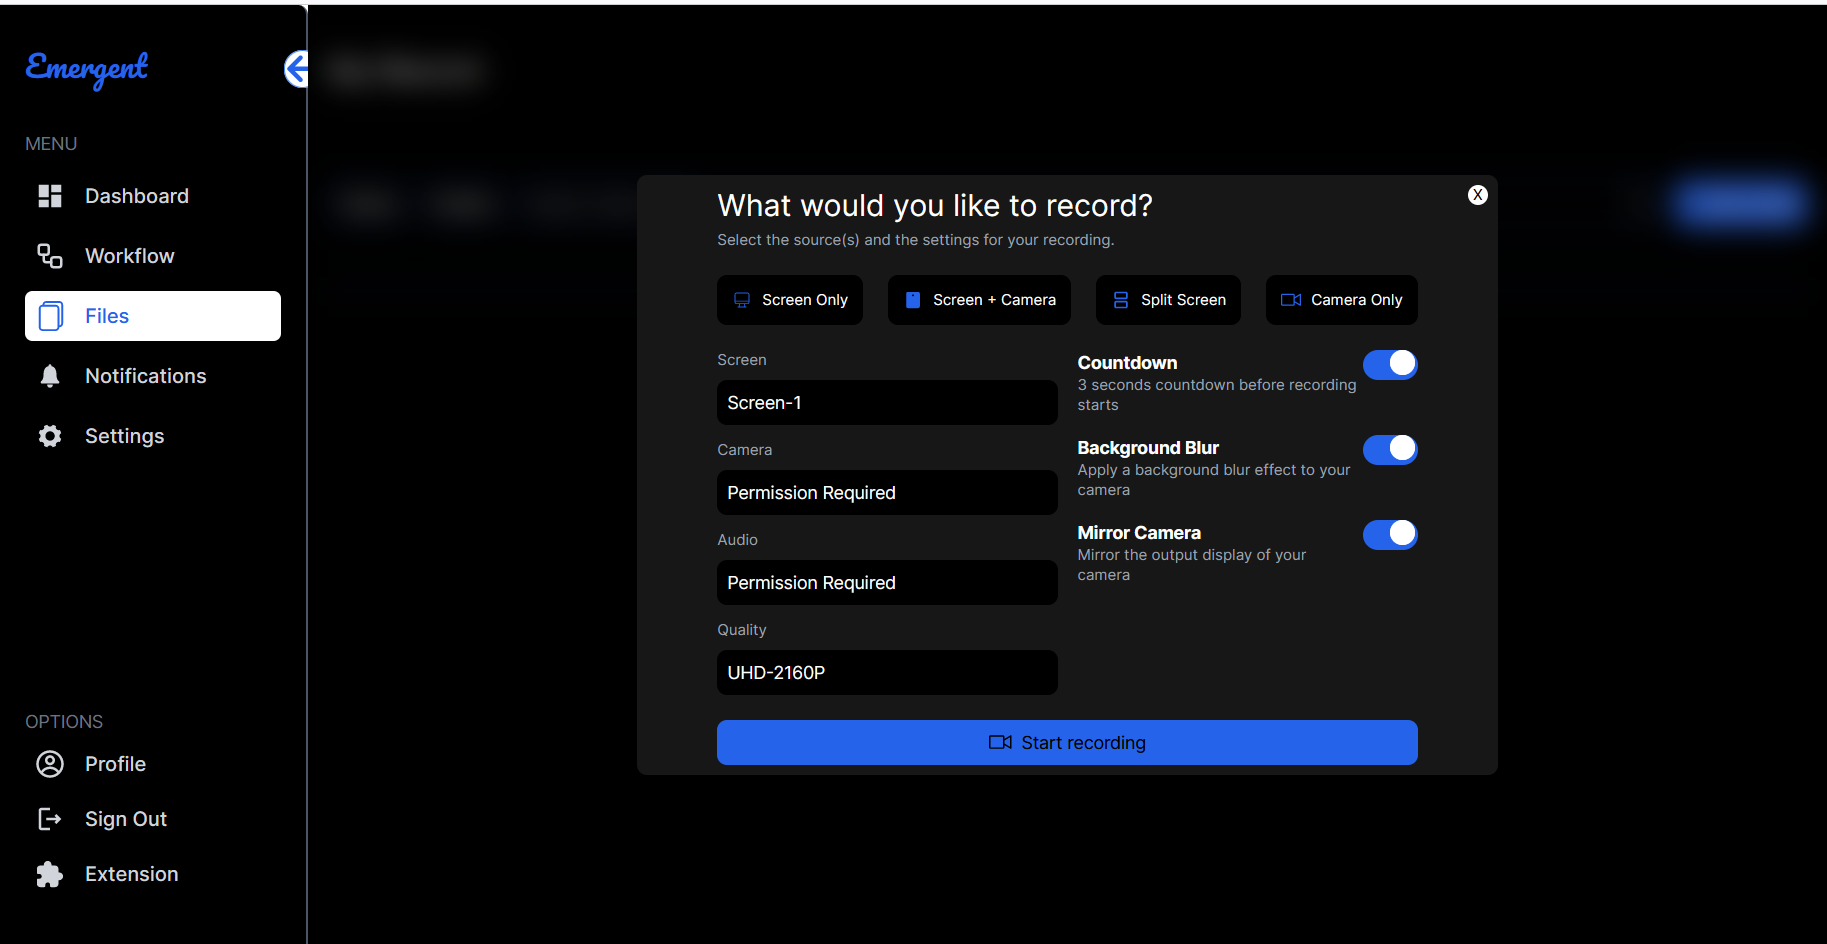 Emergent
MENU
Dashboard
Workflow
Files
Notifications
Settings
OPTIONS
Profile
Sign Out
Extension
What would you like to record?
X
Select the source(s) and the settings for your recording.
Screen Only
Screen + Camera
Split Screen
Camera Only
Screen
Screen-1
Camera
Permission Required
Audio
Permission Required
Quality
UHD-2160P
Countdown
3 seconds countdown before recording
starts
Background Blur
Apply a background blur effect to your
camera
Mirror Camera
Mirror the output display of your
camera
Start recording